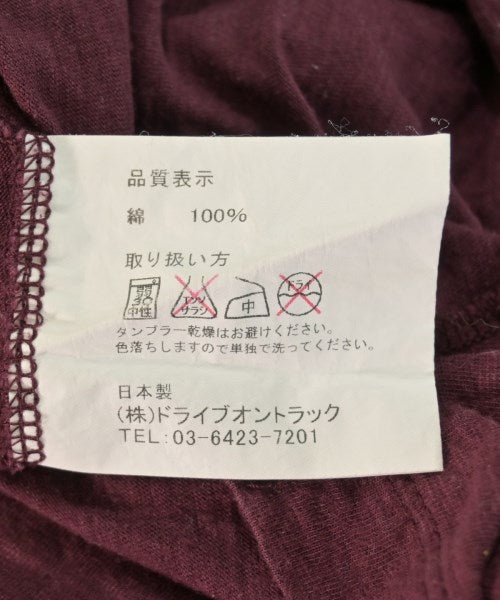 品質表示
綿 100%
取り扱い方
弱 30 中性 エンソ サラシ 中 ドライ
タンブラー乾燥はお避けください。
色落ちしますので単独で洗ってください。
日本製
(株)ドライブオントラック
TEL:03-6423-7201